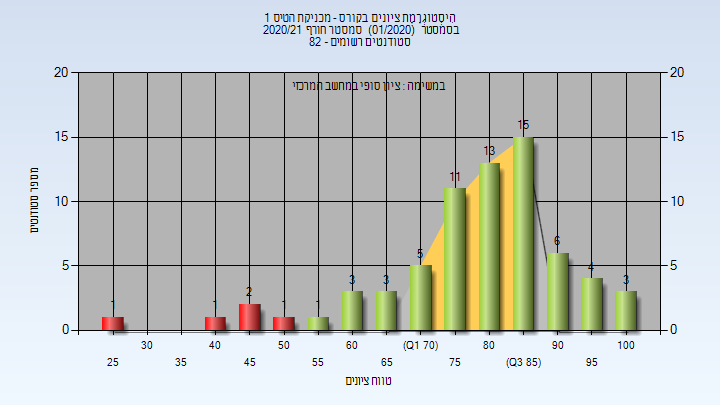 היסטוגרמת ציונים בקורס - מכניקת הטיס 1
בסמסטר (01/2020) סמסטר חורף 2020/21
סטודנטים רשומים - 82
במשימה : ציון סופי במחשב המרכזי
מספר סטודנטים
20 20
15 15
10 10
5 5
0 0
1 1 2 1 1 3 3 5 11 13 15 6 4 3
30 40 50 60 (Q1 70) 80 90 100
25 35 45 55 65 75 (Q3 85) 95
טווח ציונים